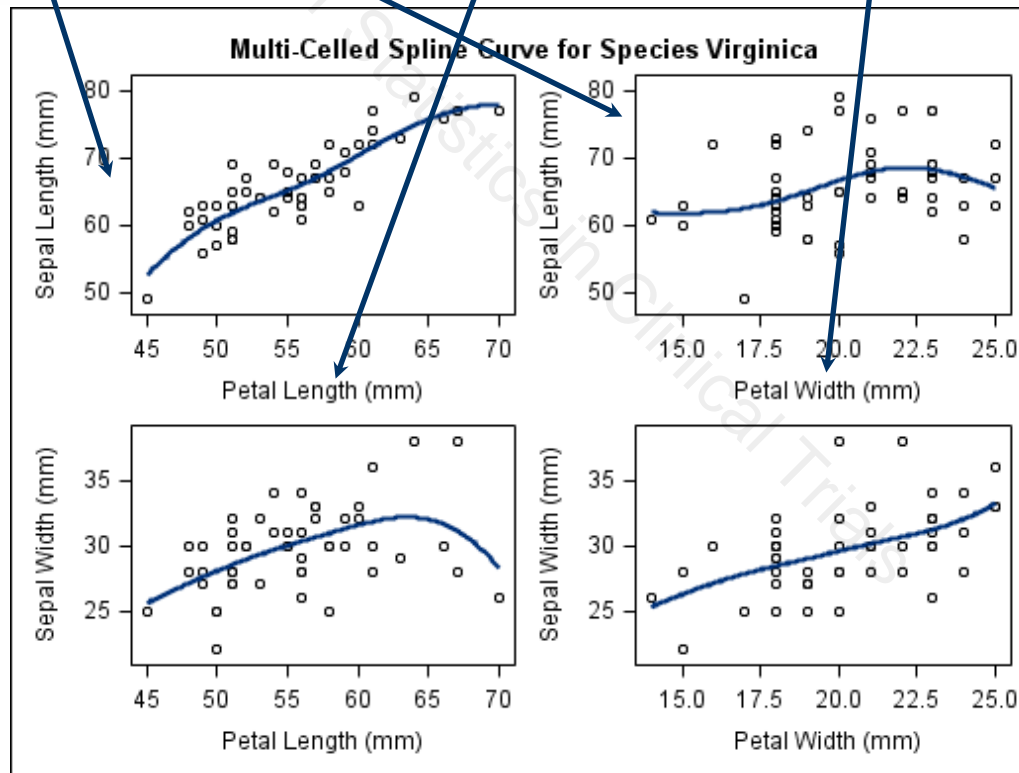 Multi-Celled Spline Curve for Species Virginica
Sepal Length (mm)
80
70
60
50
45 50 55 60 65 70
Petal Length (mm)
Sepal Length (mm)
80
70
60
50
15.0 17.5 20.0 22.5 25.0
Petal Width (mm)
Sepal Width (mm)
35
30
25
45 50 55 60 65 70
Petal Length (mm)
Sepal Width (mm)
35
30
25
15.0 17.5 20.0 22.5 25.0
Petal Width (mm)
Statistics in Clinical Trials